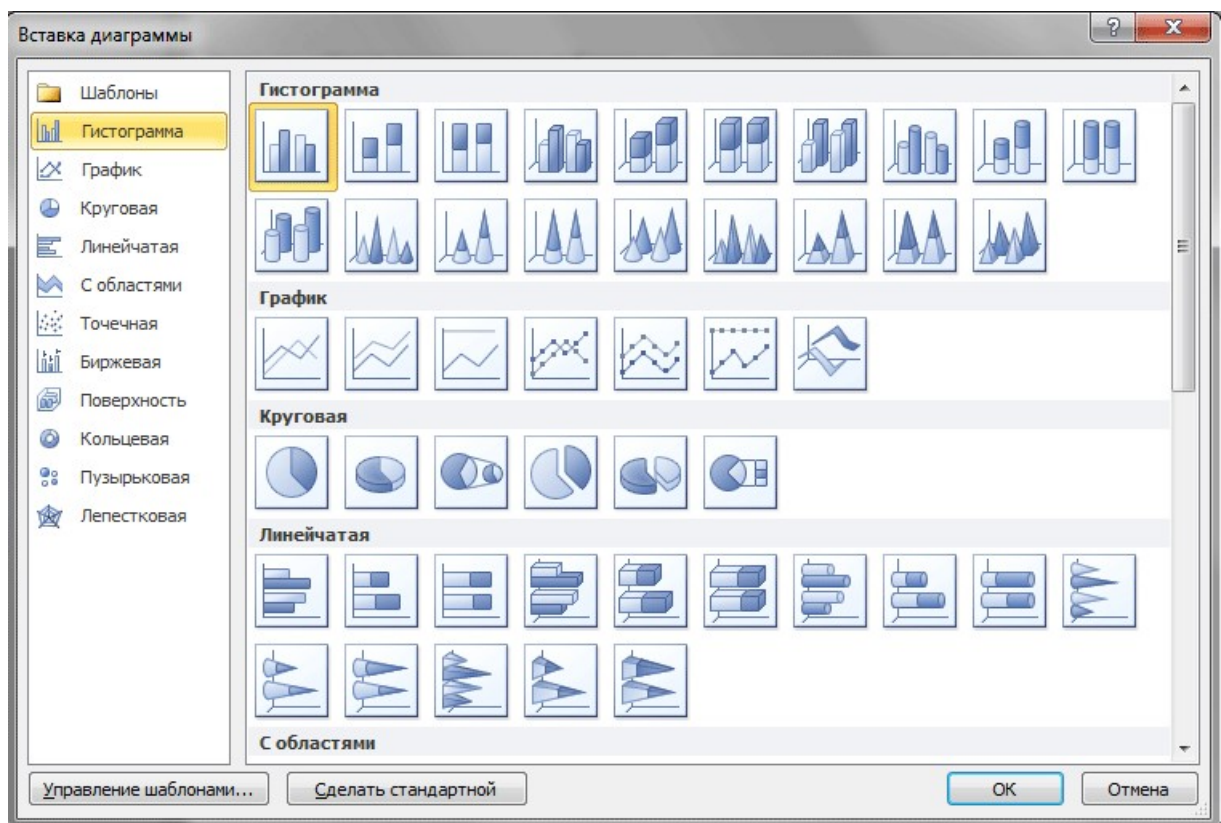 Вставка диаграммы
Шаблоны
Гистограмма
График
Круговая
Линейчатая
С областями
Точечная
Биржевая
Поверхность
Кольцевая
Пузырьковая
Лепестковая
Гистограмма
График
Круговая
Линейчатая
С областями
Управление шаблонами...
Сделать стандартной
ОК
Отмена